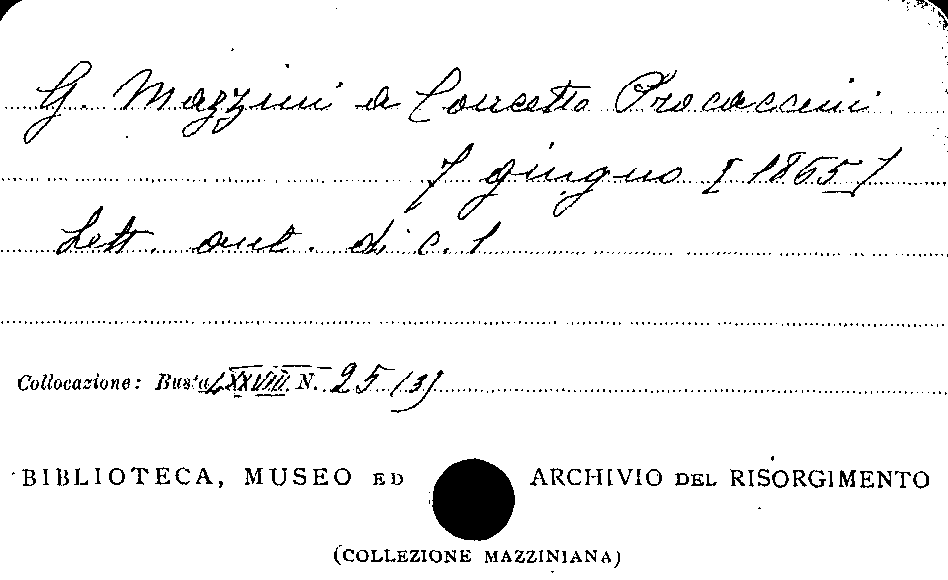 G. Mazzini a Concetto Procaccini
7 giugno [1865]
Lett. aut. di c. 1
Collocazione: Busta LXXVIII N. 25 (3)
BIBLIOTECA, MUSEO ED ARCHIVIO DEL RISORGIMENTO
(COLLEZIONE MAZZINIANA)